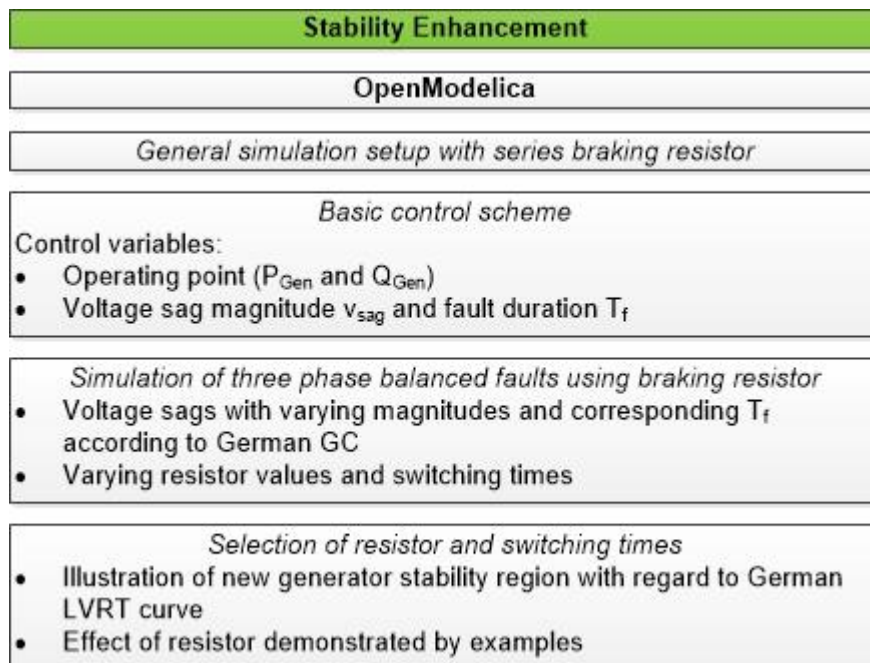 Stability Enhancement
OpenModelica
General simulation setup with series braking resistor
Basic control scheme
Control variables:
• Operating point (PGen and QGen)
• Voltage sag magnitude vsag and fault duration Tf
Simulation of three phase balanced faults using braking resistor
• Voltage sags with varying magnitudes and corresponding Tf
according to German GC
• Varying resistor values and switching times
Selection of resistor and switching times
• Illustration of new generator stability region with regard to German
LVRT curve
• Effect of resistor demonstrated by examples